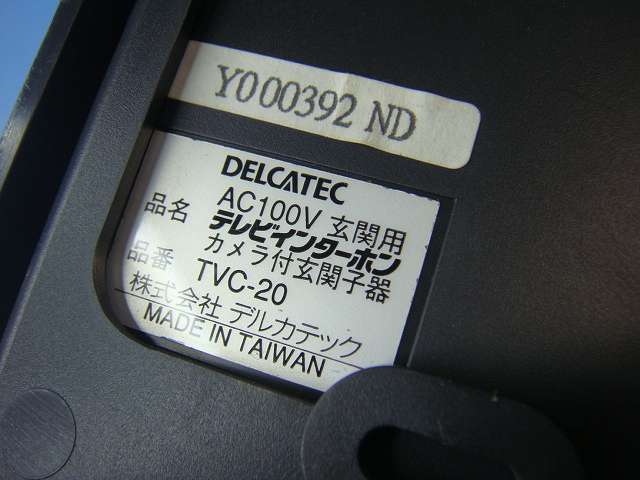 Y000392 ND
DELCATEC
品名 AC100V 玄関用
テレビインターホン
カメラ付玄関子器
品番 TVC-20
株式会社 デルカテック
MADE IN TAIWAN